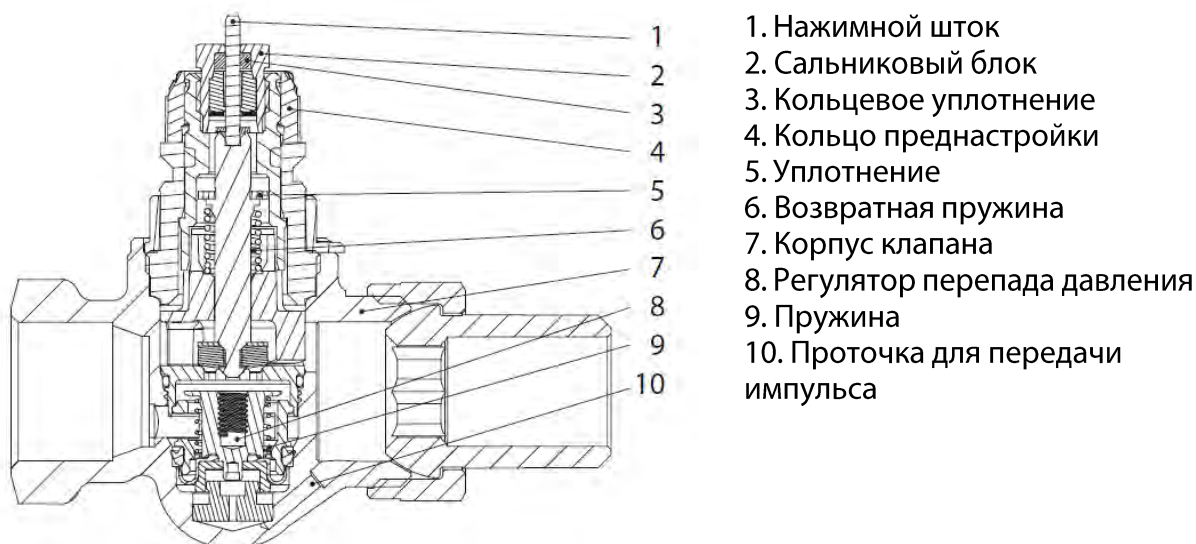 1
2
3
4
5
6
7
8
9
10
1. Нажимной шток
2. Сальниковый блок
3. Кольцевое уплотнение
4. Кольцо преднастройки
5. Уплотнение
6. Возвратная пружина
7. Корпус клапана
8. Регулятор перепада давления
9. Пружина
10. Проточка для передачи
импульса